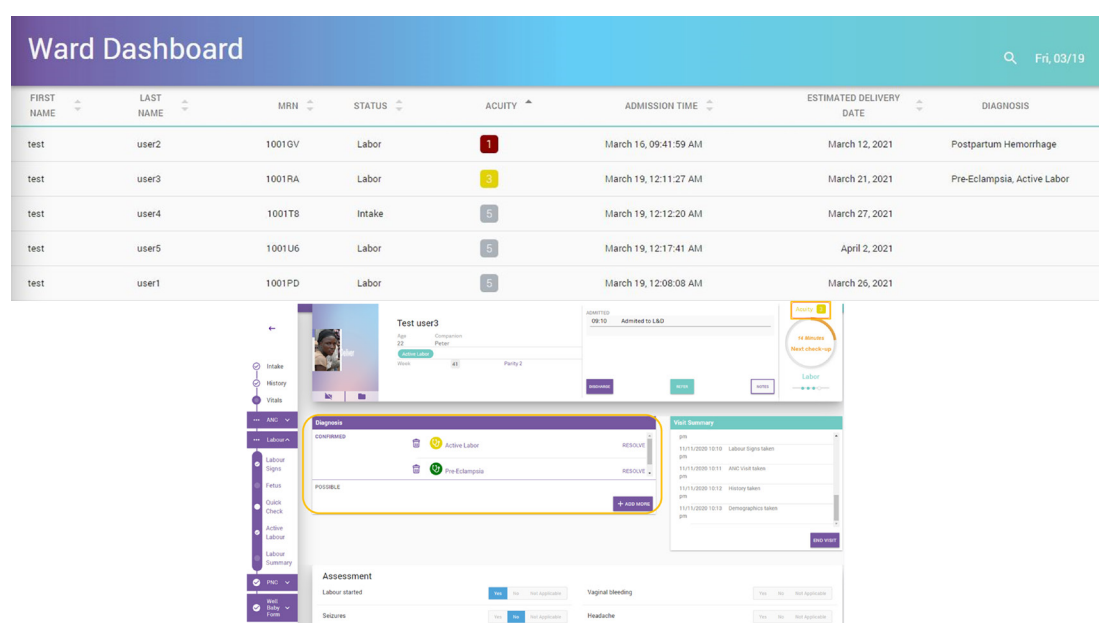 Ward Dashboard
Fri, 03/19
FIRST NAME LAST NAME MRN STATUS ACUITY ADMISSION TIME ESTIMATED DELIVERY DATE DIAGNOSIS
test user2 1001GV Labor 1 March 16, 09:41:59 AM March 12, 2021 Postpartum Hemorrhage
test user3 1001RA Labor 3 March 19, 12:11:27 AM March 21, 2021 Pre-Eclampsia, Active Labor
test user4 1001T8 Intake 5 March 19, 12:12:20 AM March 27, 2021
test user5 1001U6 Labor 5 March 19, 12:17:41 AM April 2, 2021
test user1 1001PD Labor 5 March 19, 12:08:08 AM March 26, 2021
Intake
History
Vitals
ANC
Labour
Labour Signs
Fetus
Quick Check
Active Labour
Labour Summary
PNC
Well Baby Form
Test user3
Age Companion
22 Peter
Active Labor
Week 41 Parity 2
ADMITTED
09:10 Admited to L&D
DISCHARGE
NOTES
Acuity
14 Minutes
Next check-up
Labor
Diagnosis
CONFIRMED
Active Labor RESOLVE
Pre-Eclampsia RESOLVE
POSSIBLE
+ ADD MORE
Visit Summary
pm
11/11/2020 10:10 pm Labour Signs taken
11/11/2020 10:11 pm ANC Visit taken
11/11/2020 10:12 pm History taken
11/11/2020 10:13 pm Demographics taken
END VISIT
Assessment
Labour started Yes No Not Applicable
Vaginal bleeding Yes No Not Applicable
Seizures Yes No Not Applicable
Headache Yes No Not Applicable